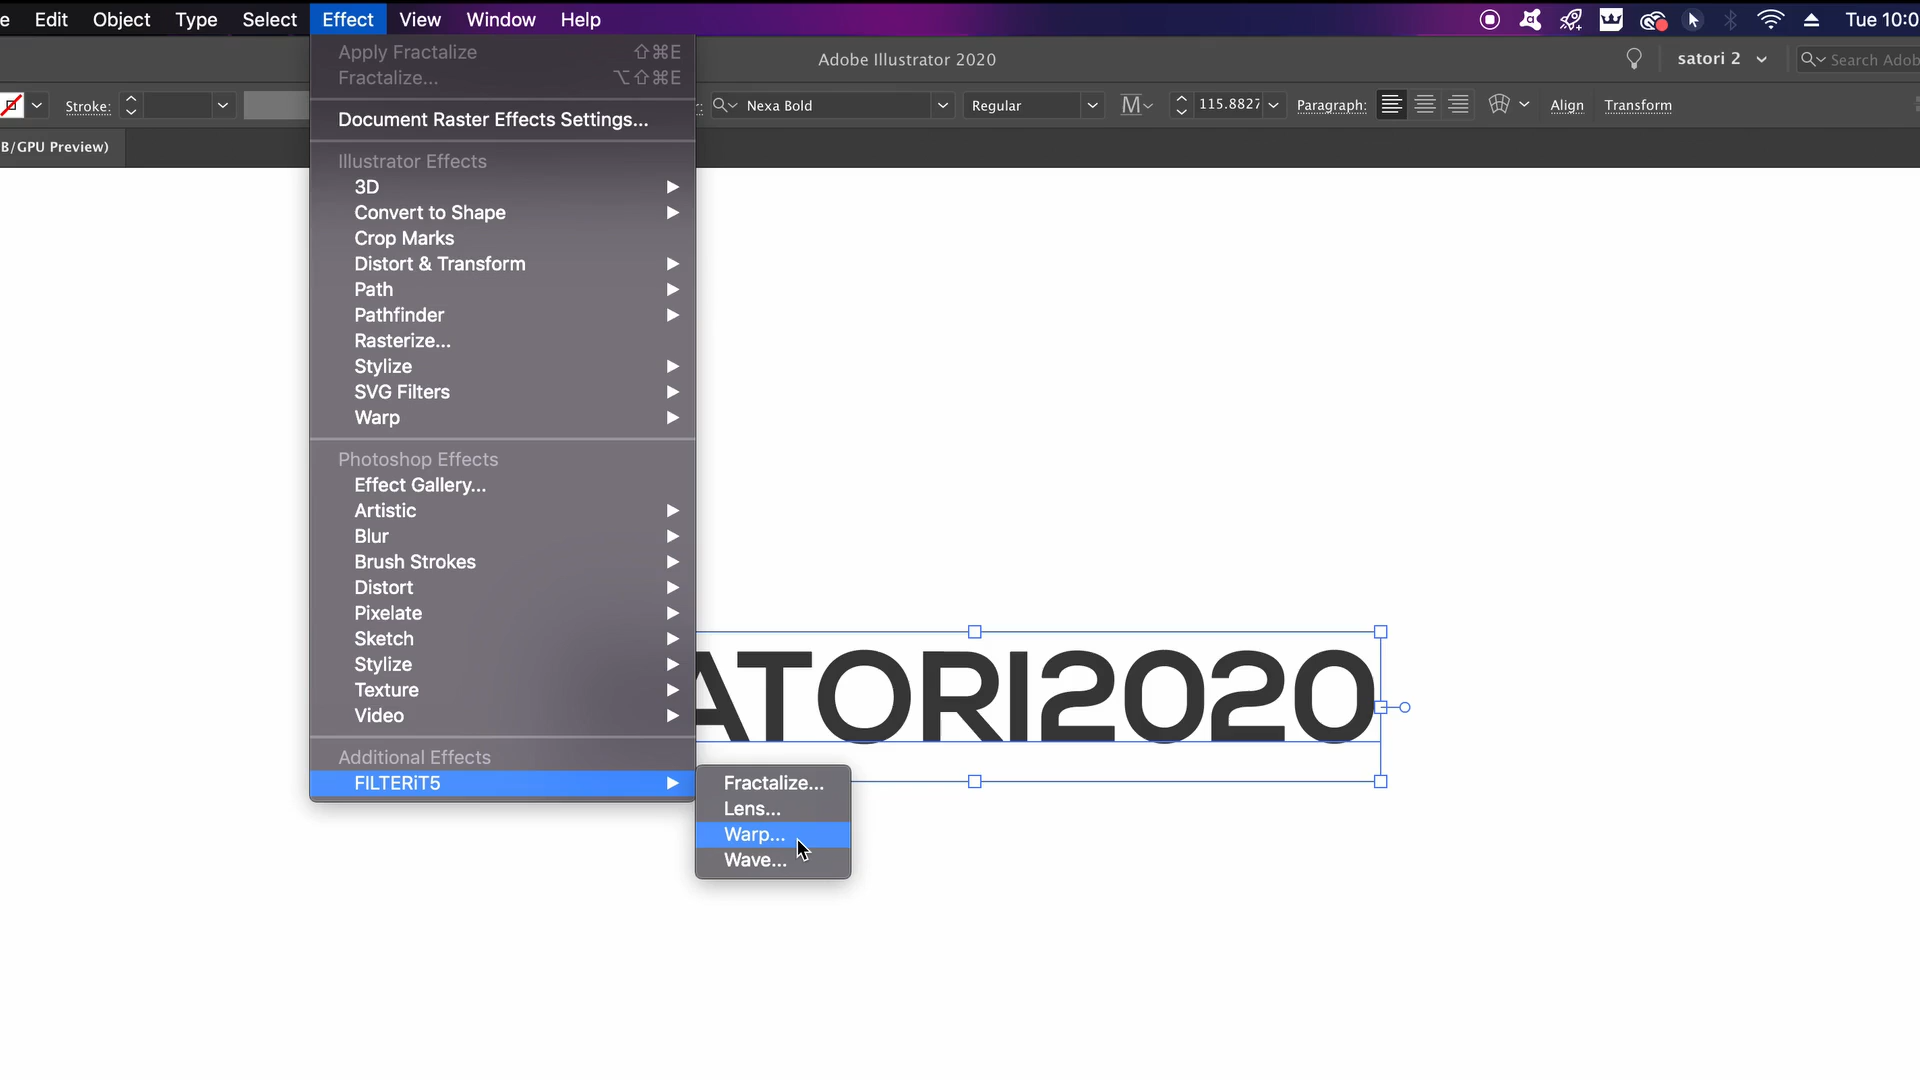 Edit Object Type Select Effect View Window Help Tue 10:0
Apply Fractalize ⇧⌘E
Fractalize... ⌥⇧⌘E
Adobe Illustrator 2020
satori 2
Search Adob
Stroke:
Nexa Bold
Regular
115.8827
Paragraph:
Align
Transform
Document Raster Effects Settings...
B/GPU Preview)
Illustrator Effects
3D
Convert to Shape
Crop Marks
Distort & Transform
Path
Pathfinder
Rasterize...
Stylize
SVG Filters
Warp
Photoshop Effects
Effect Gallery...
Artistic
Blur
Brush Strokes
Distort
Pixelate
Sketch
Stylize
Texture
Video
ATORI2020
Additional Effects
FILTERiT5
Fractalize...
Lens...
Warp...
Wave...